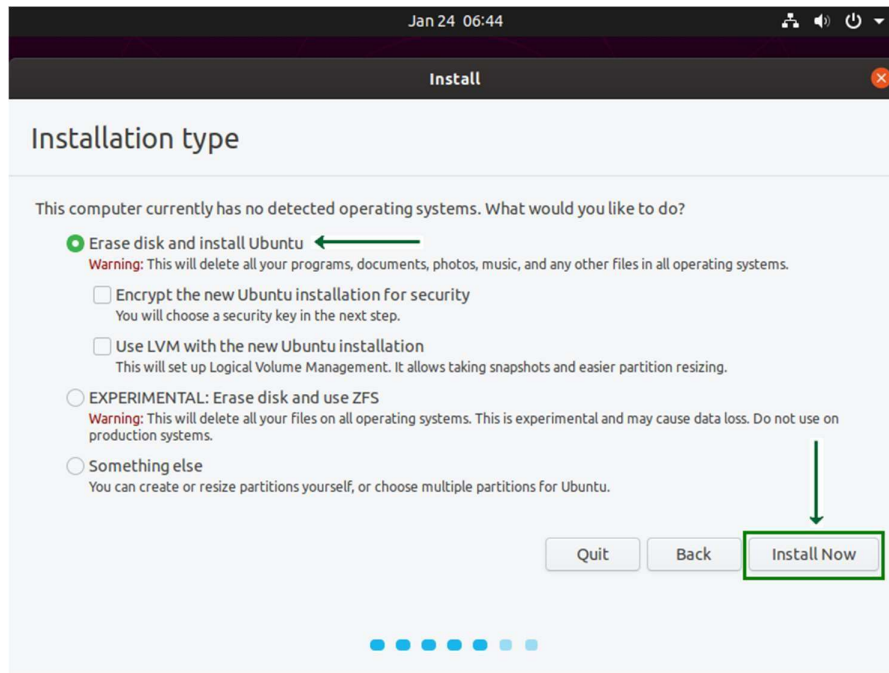 Jan 24 06:44
Install
Installation type
This computer currently has no detected operating systems. What would you like to do?
Erase disk and install Ubuntu
Warning: This will delete all your programs, documents, photos, music, and any other files in all operating systems.
Encrypt the new Ubuntu installation for security
You will choose a security key in the next step.
Use LVM with the new Ubuntu installation
This will set up Logical Volume Management. It allows taking snapshots and easier partition resizing.
EXPERIMENTAL: Erase disk and use ZFS
Warning: This will delete all your files on all operating systems. This is experimental and may cause data loss. Do not use on
production systems.
Something else
You can create or resize partitions yourself, or choose multiple partitions for Ubuntu.
Quit Back Install Now